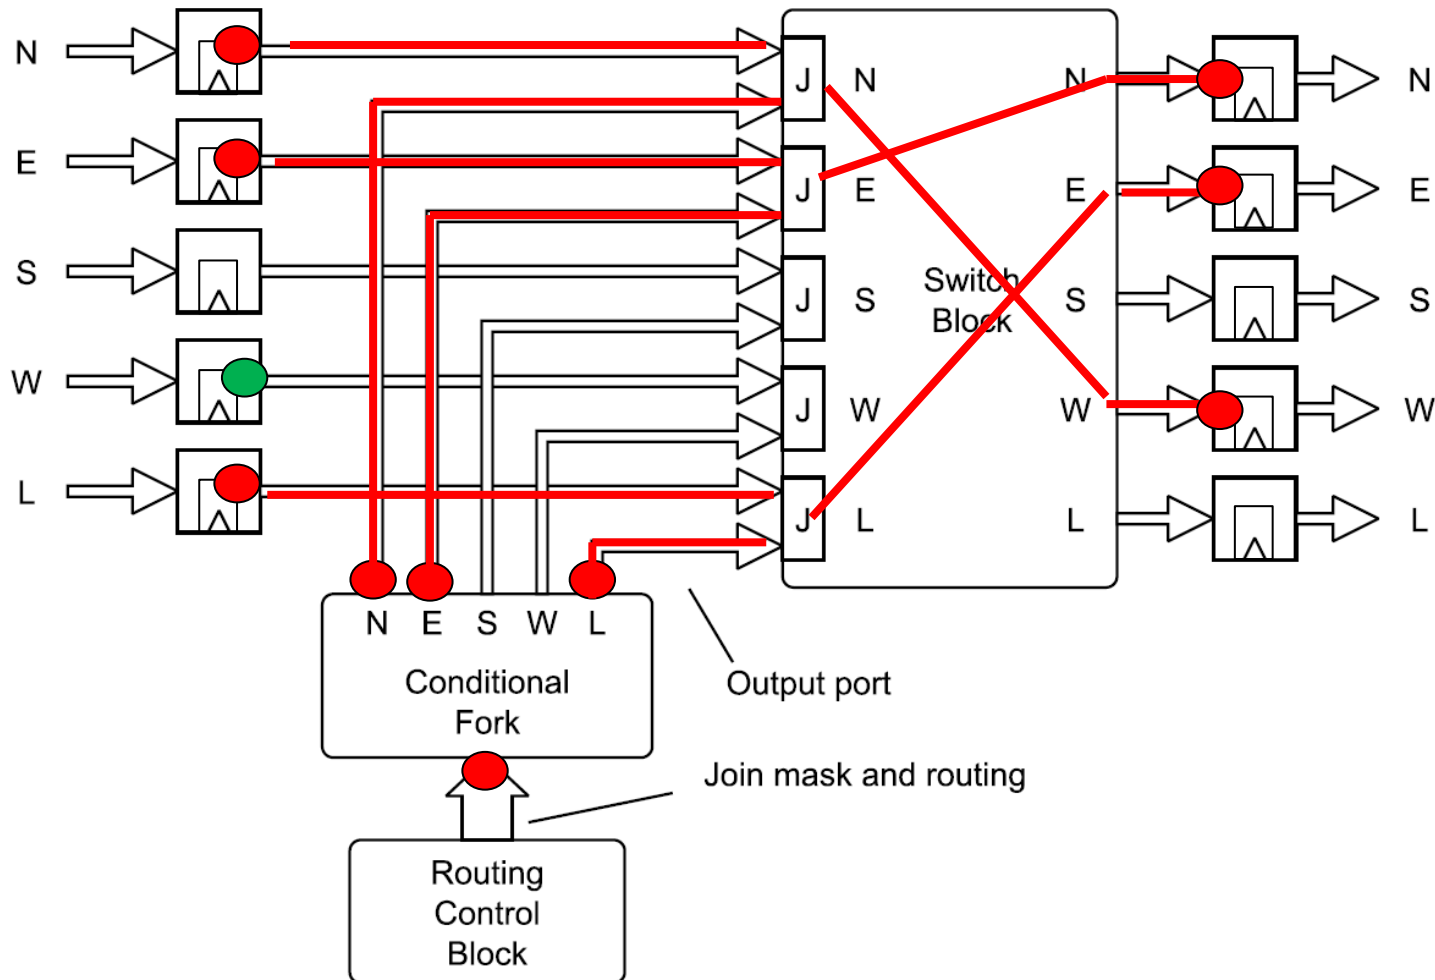 N
E
S
W
L
J
J
J
J
J
N
E
S
W
L
Switch
Block
N
E
S
W
L
N
E
S
W
L
N E S W L
Conditional
Fork
Output port
Join mask and routing
Routing
Control
Block